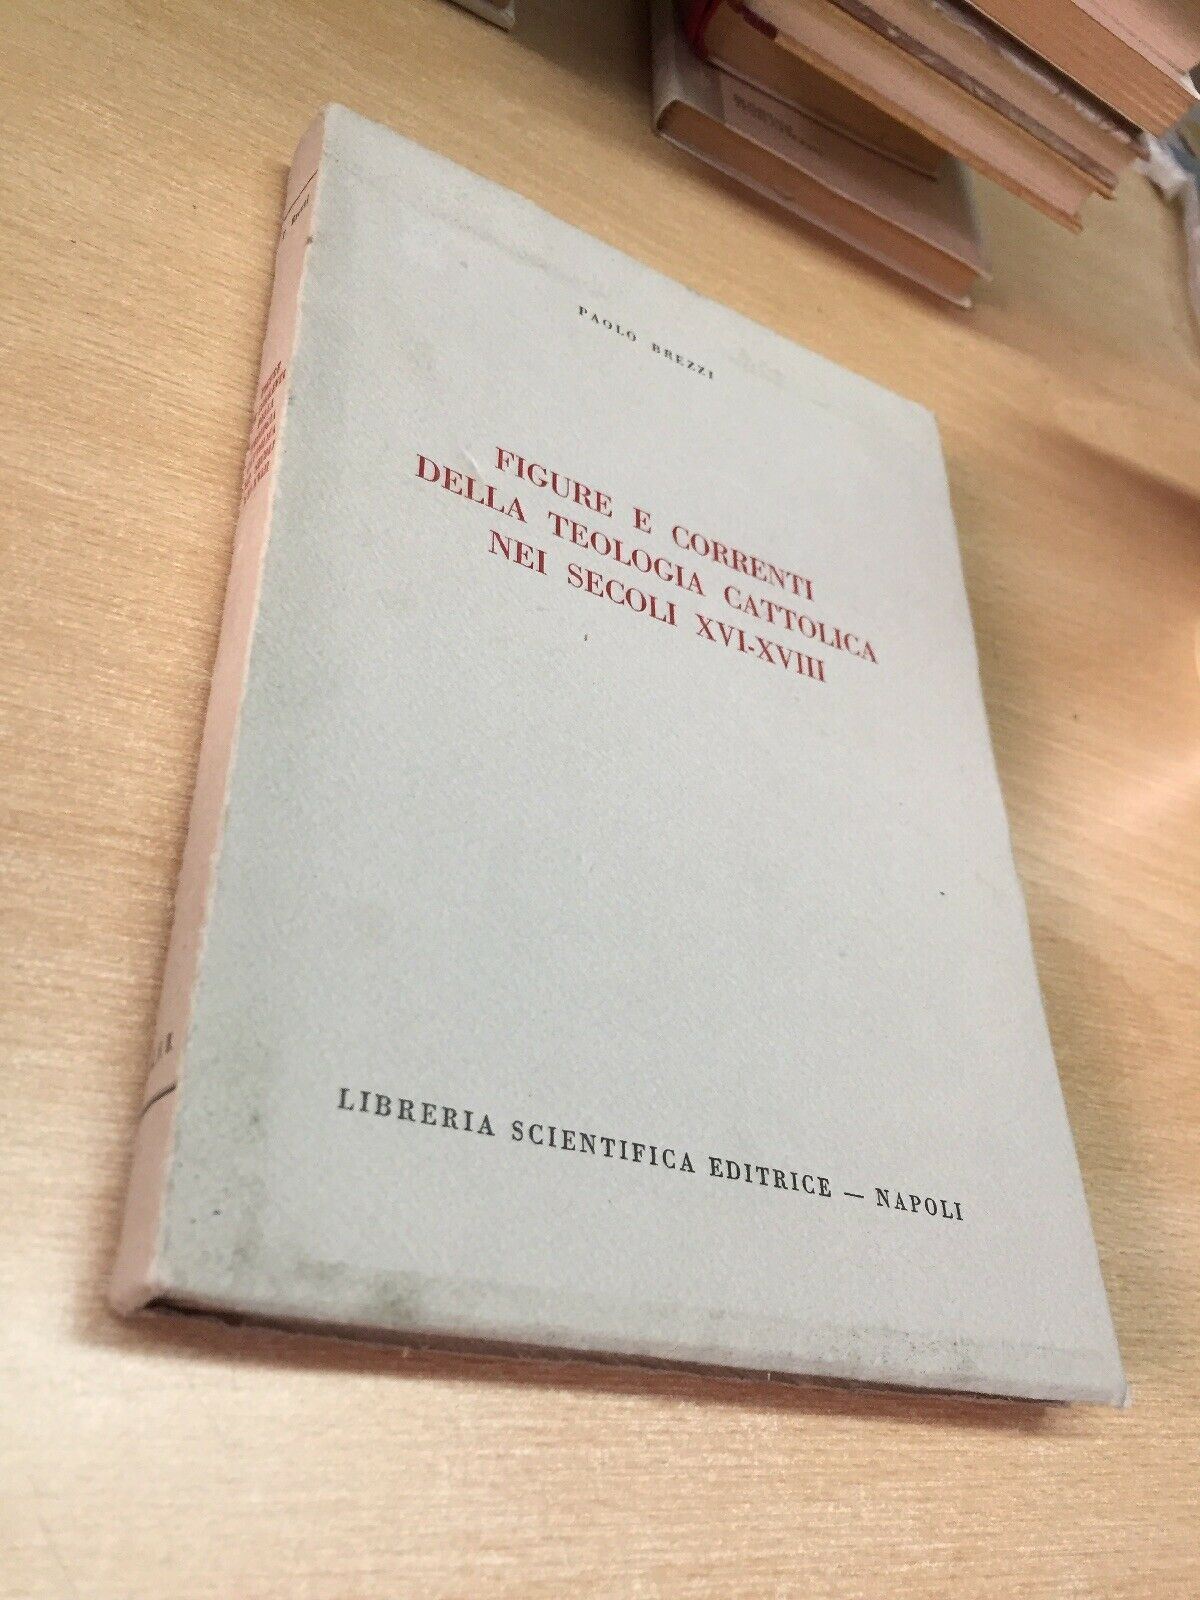 PAOLO BREZZI
FIGURE E CORRENTI
DELLA TEOLOGIA CATTOLICA
NEI SECOLI XVI-XVIII
LIBRERIA SCIENTIFICA EDITRICE — NAPOLI